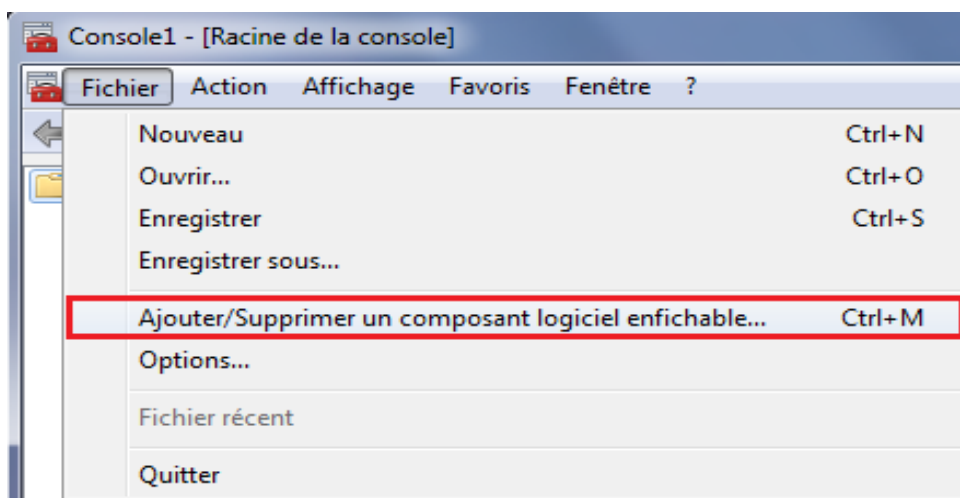 Console1 - [Racine de la console]
Fichier Action Affichage Favoris Fenêtre ?
Nouveau Ctrl+N
Ouvrir... Ctrl+O
Enregistrer Ctrl+S
Enregistrer sous...
Ajouter/Supprimer un composant logiciel enfichable... Ctrl+M
Options...
Fichier récent
Quitter